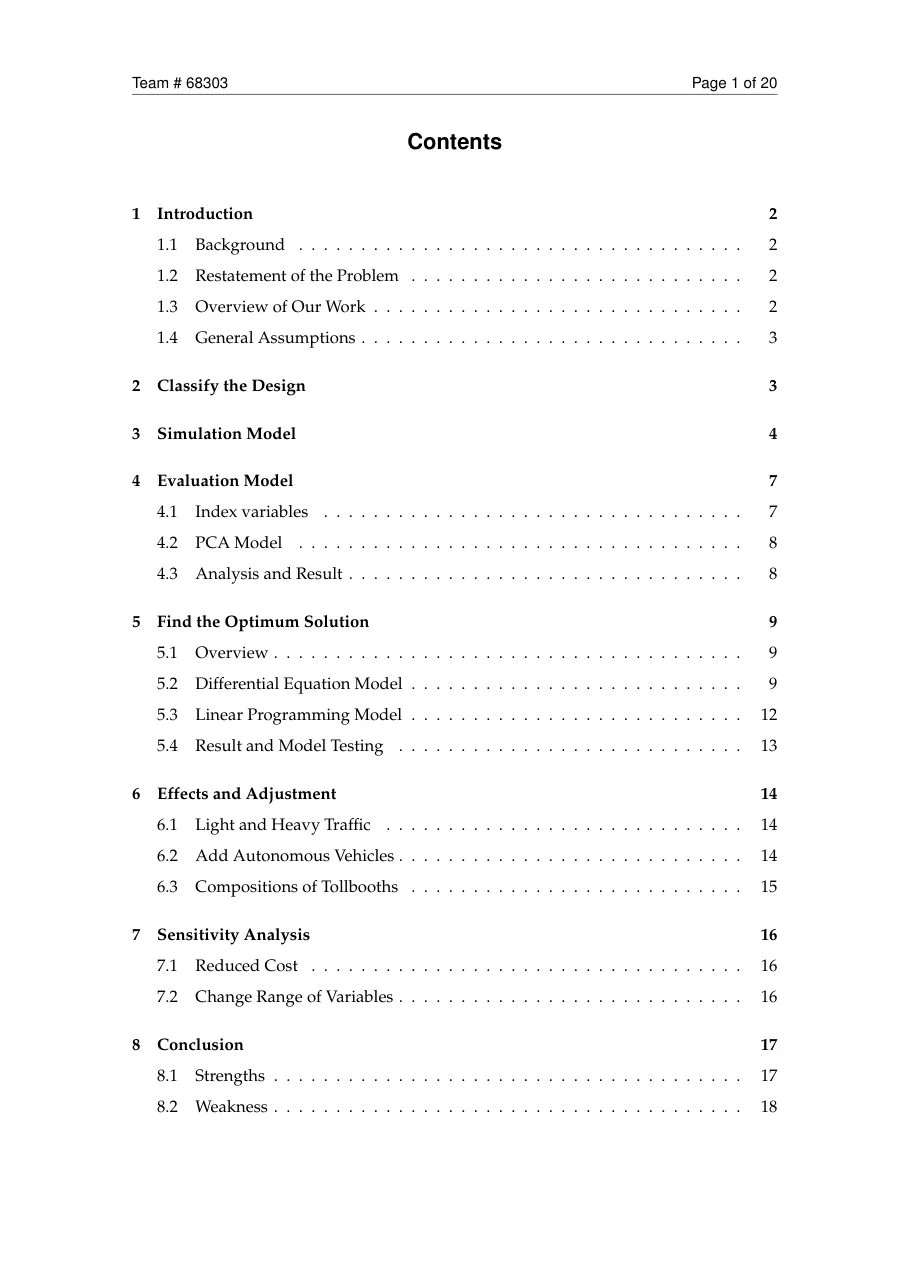 Team # 68303 Page 1 of 20
Contents
1 Introduction 2
1.1 Background . . . . . . . . . . . . . . . . . . . . . . . . . . . . . . . . . . . . 2
1.2 Restatement of the Problem . . . . . . . . . . . . . . . . . . . . . . . . . . . 2
1.3 Overview of Our Work . . . . . . . . . . . . . . . . . . . . . . . . . . . . . . 2
1.4 General Assumptions . . . . . . . . . . . . . . . . . . . . . . . . . . . . . . . 3
2 Classify the Design 3
3 Simulation Model 4
4 Evaluation Model 7
4.1 Index variables . . . . . . . . . . . . . . . . . . . . . . . . . . . . . . . . . . 7
4.2 PCA Model . . . . . . . . . . . . . . . . . . . . . . . . . . . . . . . . . . . . 8
4.3 Analysis and Result . . . . . . . . . . . . . . . . . . . . . . . . . . . . . . . . 8
5 Find the Optimum Solution 9
5.1 Overview . . . . . . . . . . . . . . . . . . . . . . . . . . . . . . . . . . . . . . 9
5.2 Differential Equation Model . . . . . . . . . . . . . . . . . . . . . . . . . . . 9
5.3 Linear Programming Model . . . . . . . . . . . . . . . . . . . . . . . . . . . 12
5.4 Result and Model Testing . . . . . . . . . . . . . . . . . . . . . . . . . . . . 13
6 Effects and Adjustment 14
6.1 Light and Heavy Traffic . . . . . . . . . . . . . . . . . . . . . . . . . . . . . 14
6.2 Add Autonomous Vehicles . . . . . . . . . . . . . . . . . . . . . . . . . . . . 14
6.3 Compositions of Tollbooths . . . . . . . . . . . . . . . . . . . . . . . . . . . 15
7 Sensitivity Analysis 16
7.1 Reduced Cost . . . . . . . . . . . . . . . . . . . . . . . . . . . . . . . . . . . 16
7.2 Change Range of Variables . . . . . . . . . . . . . . . . . . . . . . . . . . . . 16
8 Conclusion 17
8.1 Strengths . . . . . . . . . . . . . . . . . . . . . . . . . . . . . . . . . . . . . . 17
8.2 Weakness . . . . . . . . . . . . . . . . . . . . . . . . . . . . . . . . . . . . . . 18